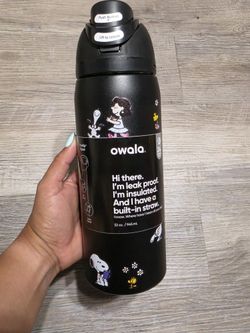 owala.
Hi there.
I'm leak proof.
I'm insulated.
And I have a
built-in straw.